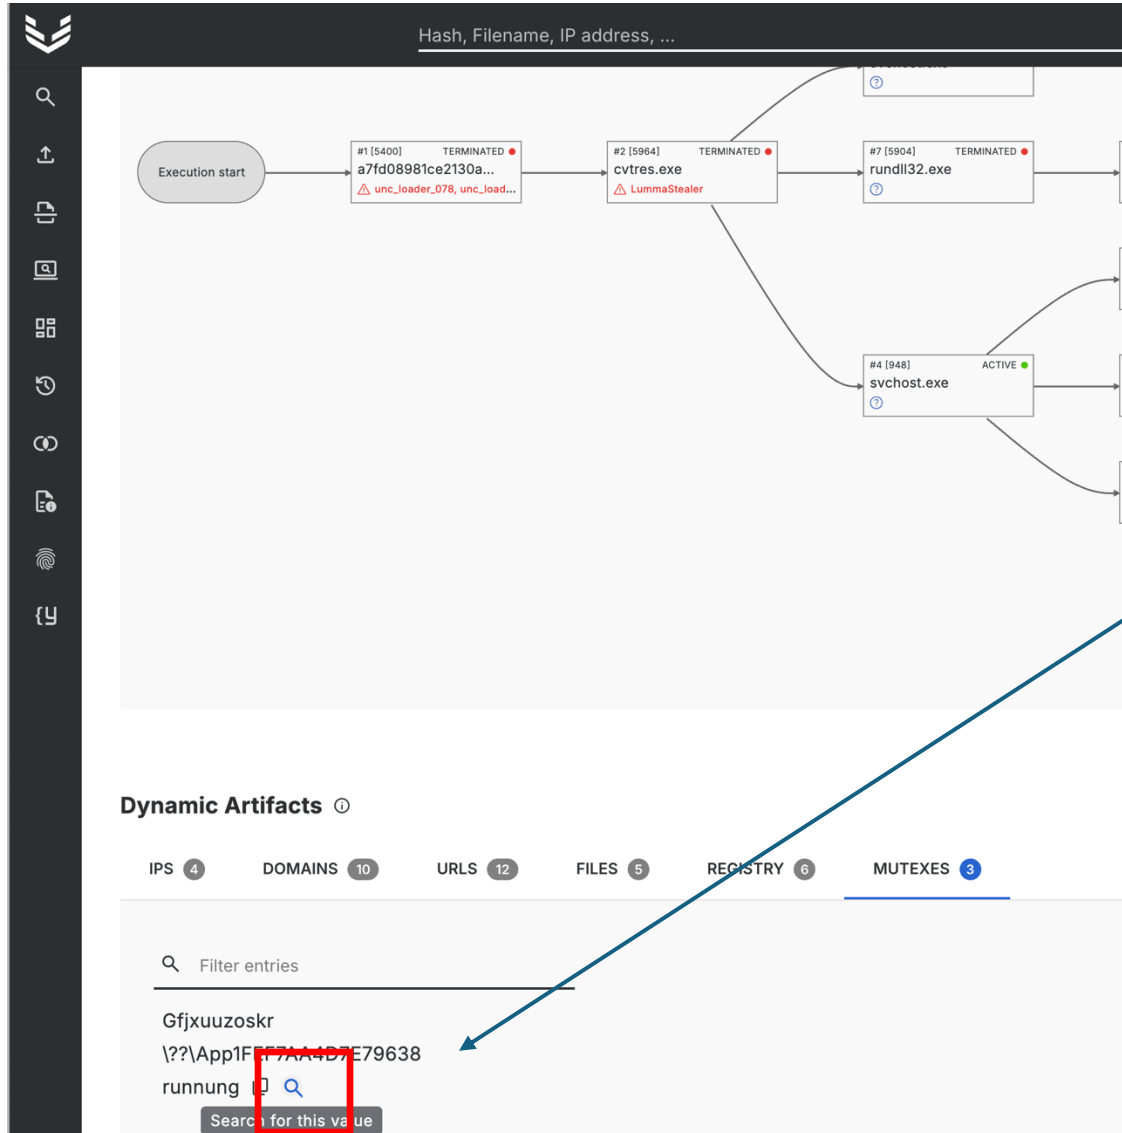 Hash, Filename, IP address, ...
Execution start
#1 [5400] TERMINATED
a7fd08981ce2130a...
unc_loader_078, unc_load...
#2 [5964] TERMINATED
cvtres.exe
LummaStealer
#7 [5904] TERMINATED
rundll32.exe
#4 [948] ACTIVE
svchost.exe
Dynamic Artifacts
IPS 4 DOMAINS 10 URLS 12 FILES 5 REGISTRY 6 MUTEXES 3
Filter entries
Gfjxuuzoskr
\??\App1FEF7AA4D7E79638
runnung
Search for this value